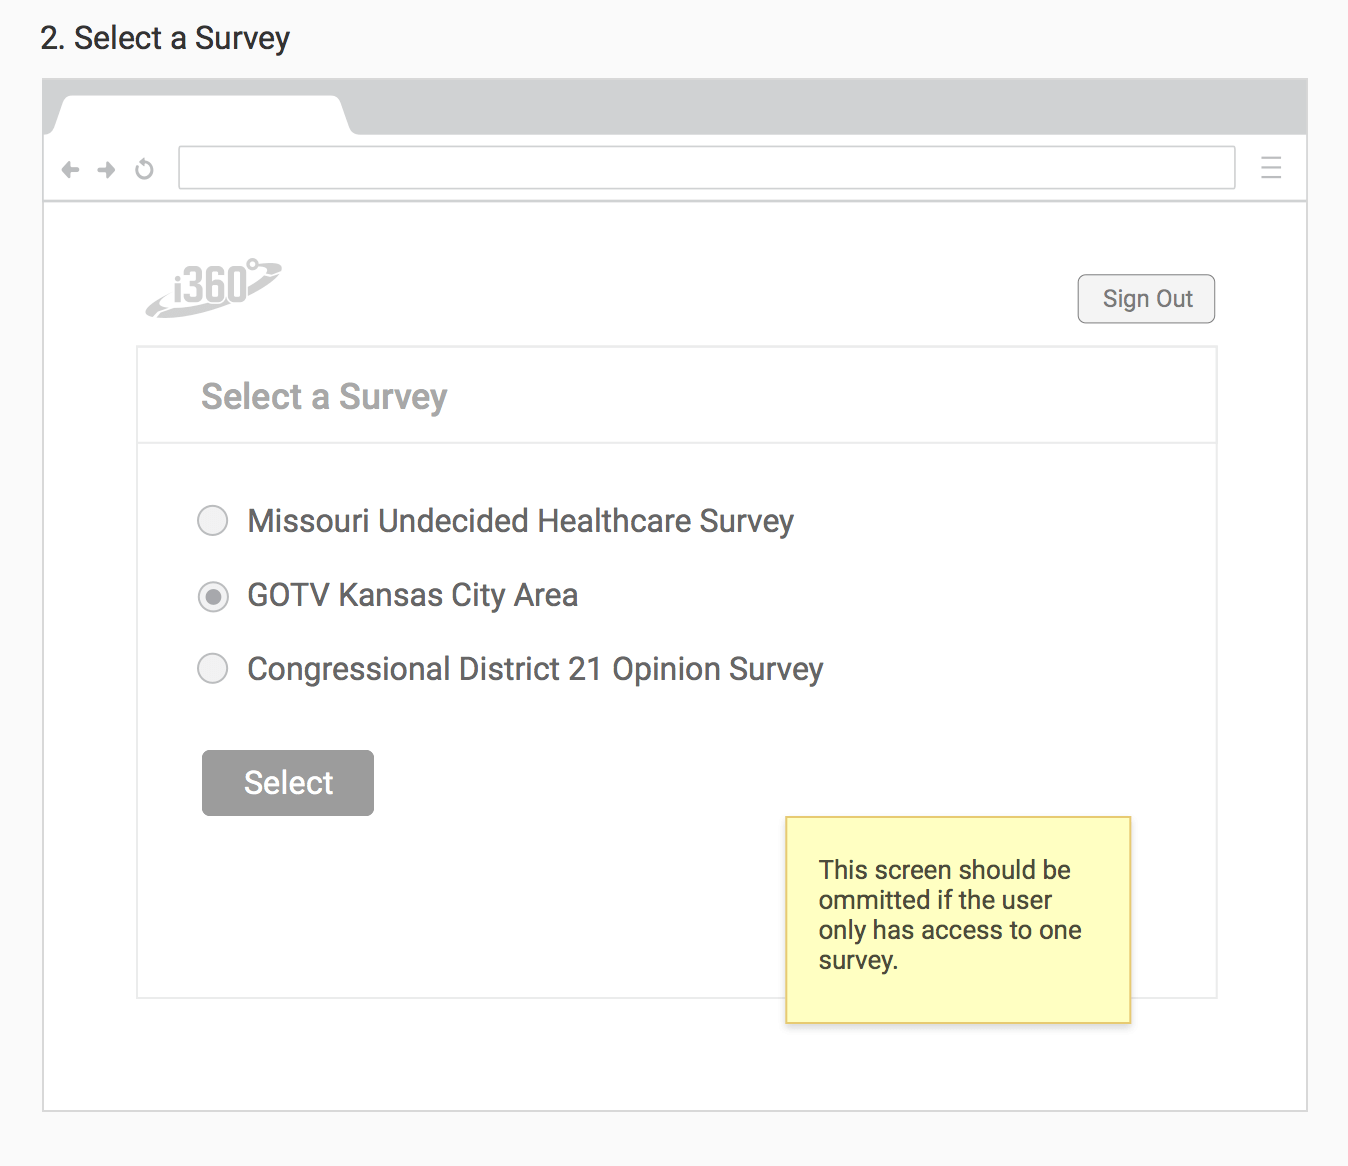 2. Select a Survey
i360°
Sign Out
Select a Survey
Missouri Undecided Healthcare Survey
GOTV Kansas City Area
Congressional District 21 Opinion Survey
Select
This screen should be
ommitted if the user
only has access to one
survey.